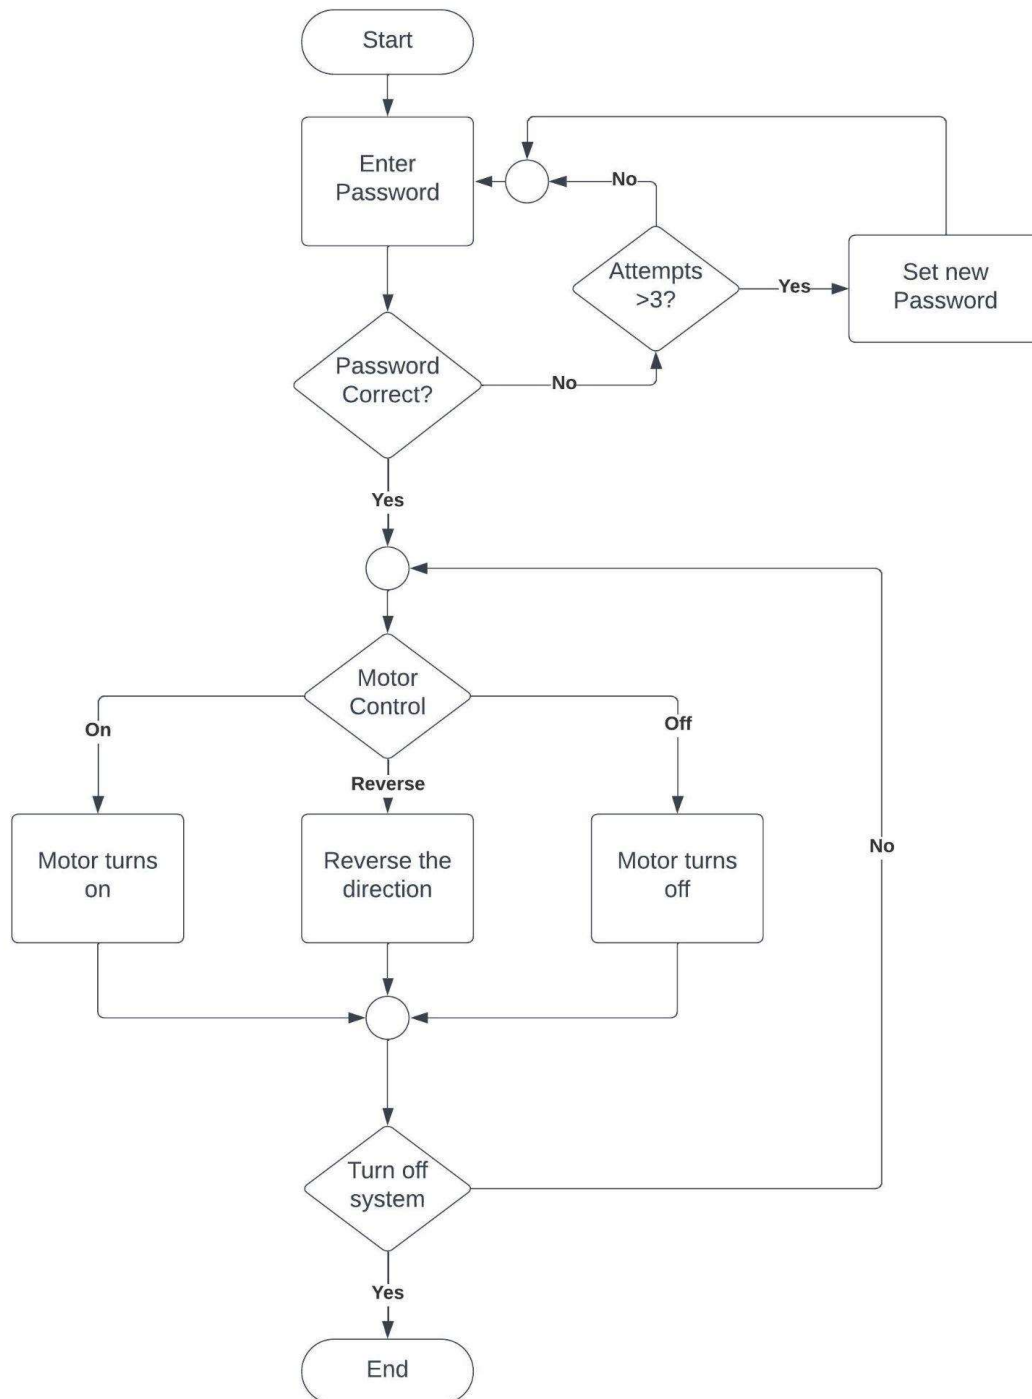 Start
Enter
Password
No
Attempts
>3?
Yes
Set new
Password
Password
Correct?
No
Yes
Motor
Control
On
Reverse
Off
Motor turns
on
Reverse the
direction
Motor turns
off
No
Turn off
system
Yes
End